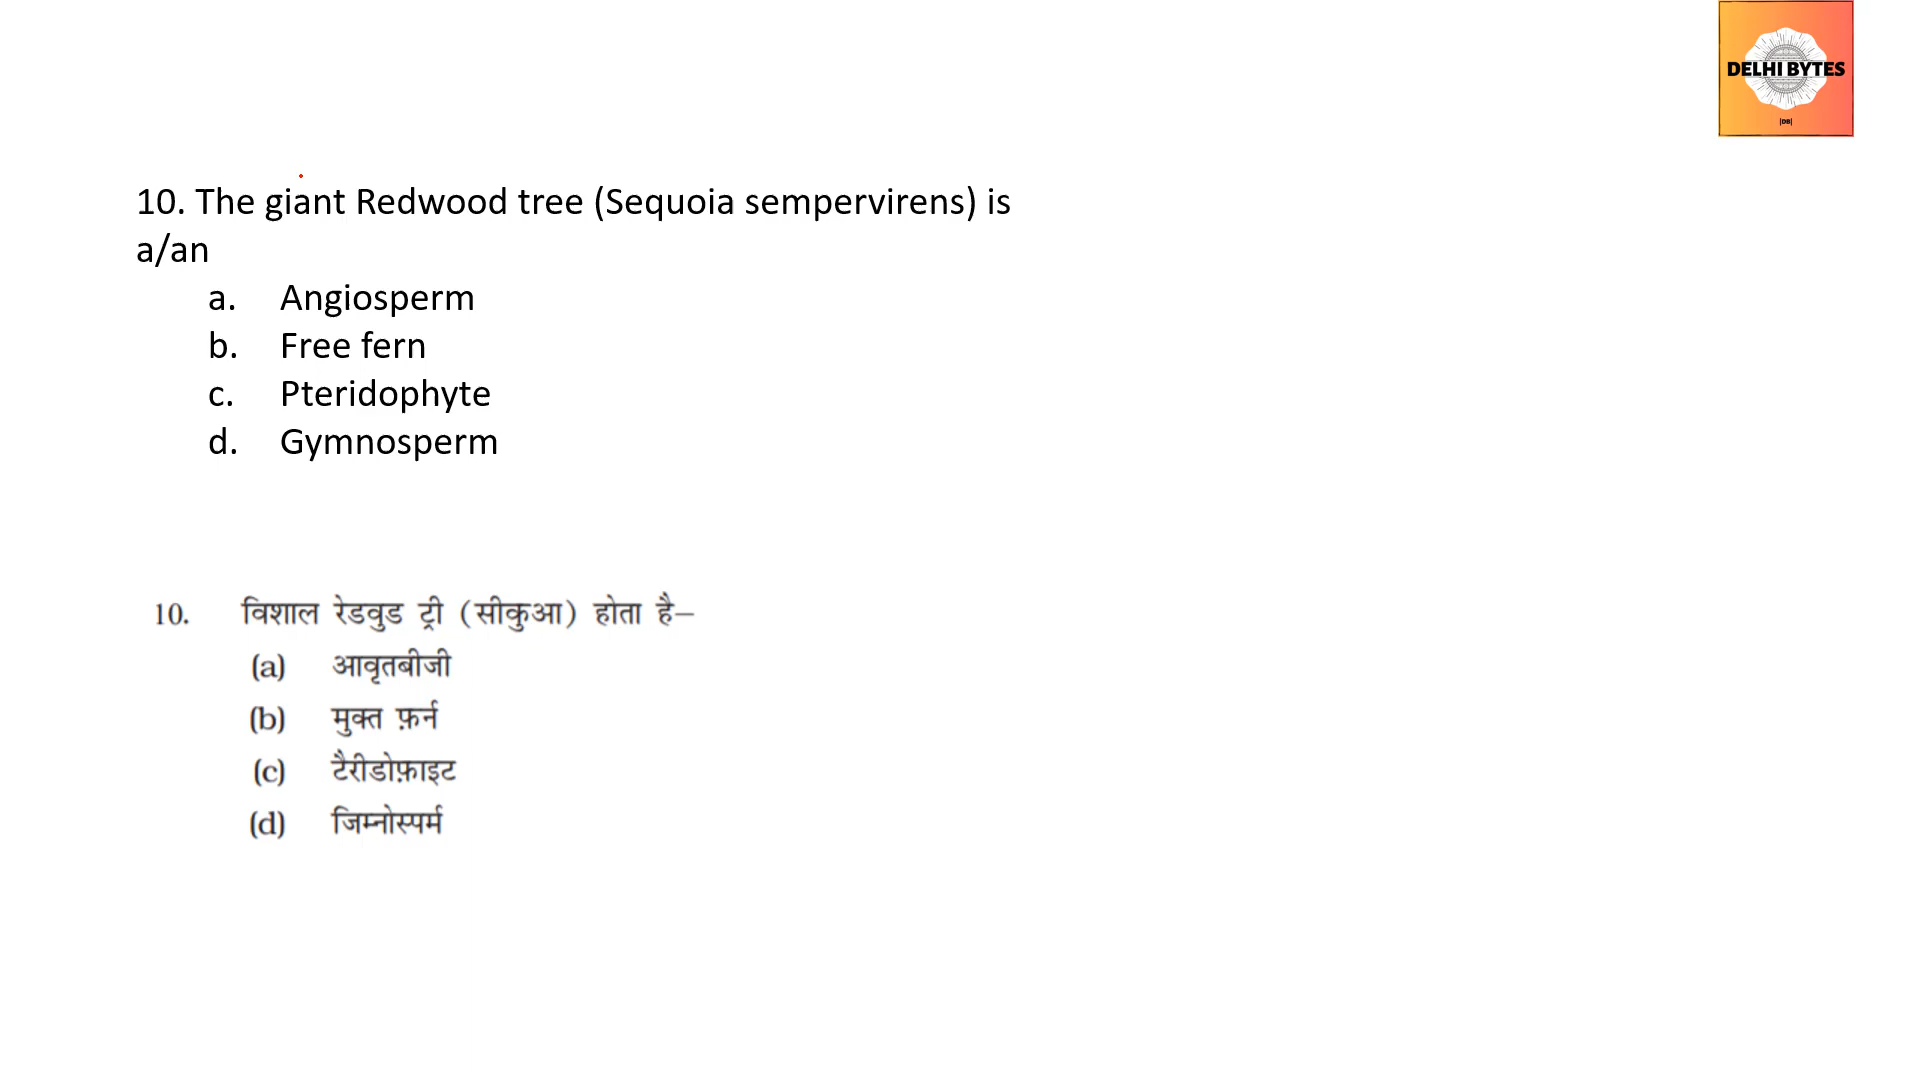 DELHI BYTES
|DB|
10. The giant Redwood tree (Sequoia sempervirens) is
a/an
a. Angiosperm
b. Free fern
c. Pteridophyte
d. Gymnosperm
10. विशाल रेडवुड ट्री (सीकुआ) होता है–
(a) आवृतबीजी
(b) मुक्त फ़र्न
(c) टैरीडोफ़ाइट
(d) जिम्नोस्पर्म